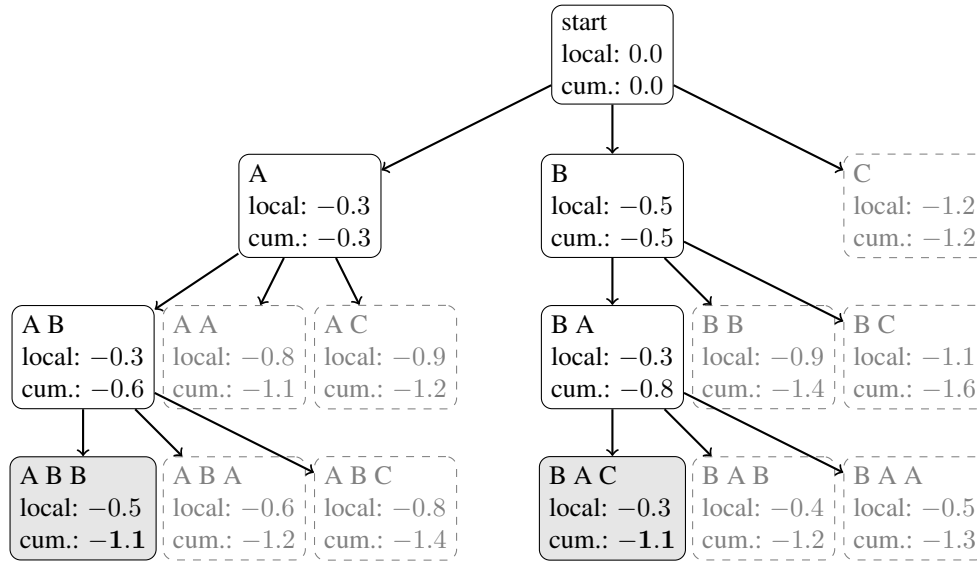 start
local: 0.0
cum.: 0.0
A
local: −0.3
cum.: −0.3
B
local: −0.5
cum.: −0.5
C
local: −1.2
cum.: −1.2
A B
local: −0.3
cum.: −0.6
A A
local: −0.8
cum.: −1.1
A C
local: −0.9
cum.: −1.2
B A
local: −0.3
cum.: −0.8
B B
local: −0.9
cum.: −1.4
B C
local: −1.1
cum.: −1.6
A B B
local: −0.5
cum.: −1.1
A B A
local: −0.6
cum.: −1.2
A B C
local: −0.8
cum.: −1.4
B A C
local: −0.3
cum.: −1.1
B A B
local: −0.4
cum.: −1.2
B A A
local: −0.5
cum.: −1.3